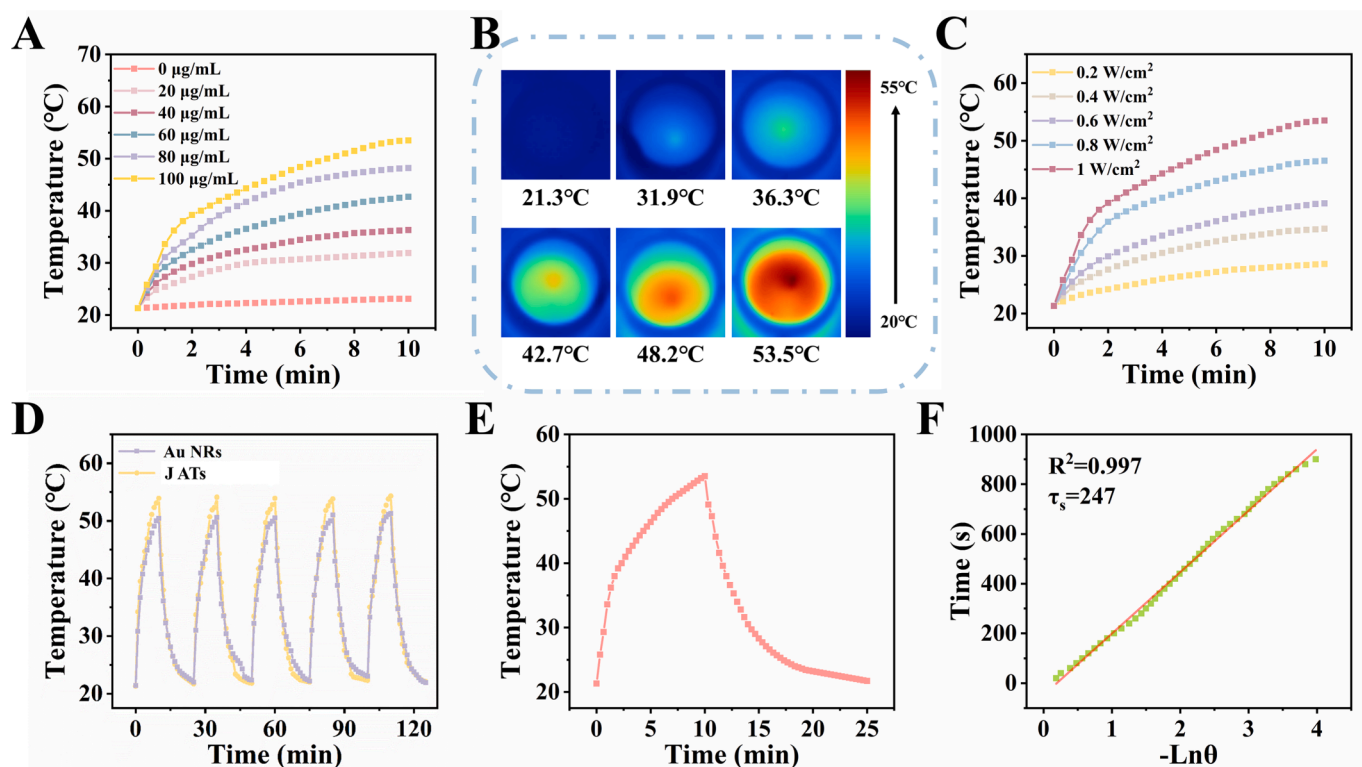 A
Temperature (°C)
70
60
50
40
30
20
0 μg/mL
20 μg/mL
40 μg/mL
60 μg/mL
80 μg/mL
100 μg/mL
0 2 4 6 8 10
Time (min)
B
21.3°C 31.9°C 36.3°C
42.7°C 48.2°C 53.5°C
55°C
20°C
C
Temperature (°C)
60
50
40
30
20
0.2 W/cm²
0.4 W/cm²
0.6 W/cm²
0.8 W/cm²
1 W/cm²
0 2 4 6 8 10
Time (min)
D
Temperature (°C)
60
50
40
30
20
Au NRs
J ATs
0 30 60 90 120
Time (min)
E
Temperature (°C)
60
50
40
30
20
0 5 10 15 20 25
Time (min)
F
Time (s)
1000
800
600
400
200
0
R²=0.997
τs=247
0 1 2 3 4
-Lnθ